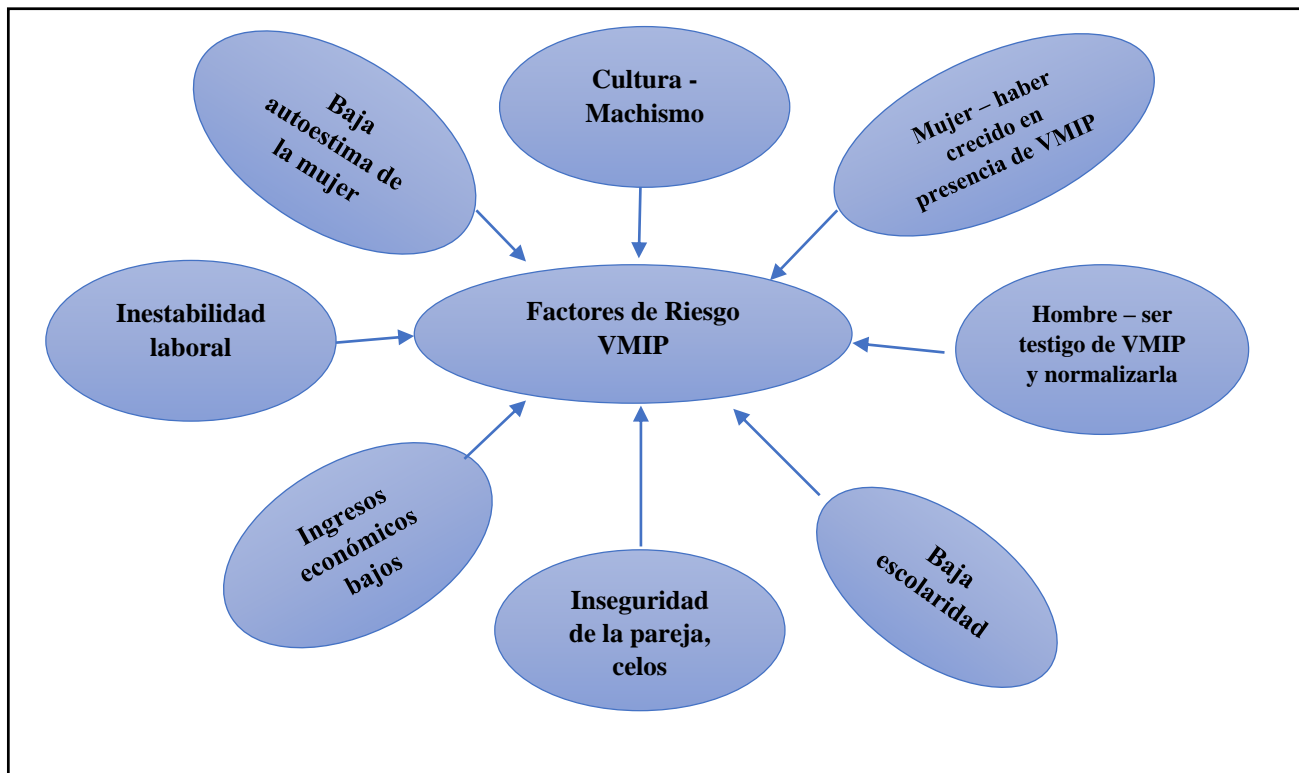 Baja
autoestima de
la mujer
Cultura -
Machismo
Mujer – haber
crecido en
presencia de VMIP
Inestabilidad
laboral
Factores de Riesgo
VMIP
Hombre – ser
testigo de VMIP
y normalizarla
Ingresos
económicos
bajos
Inseguridad
de la pareja,
celos
Baja
escolaridad